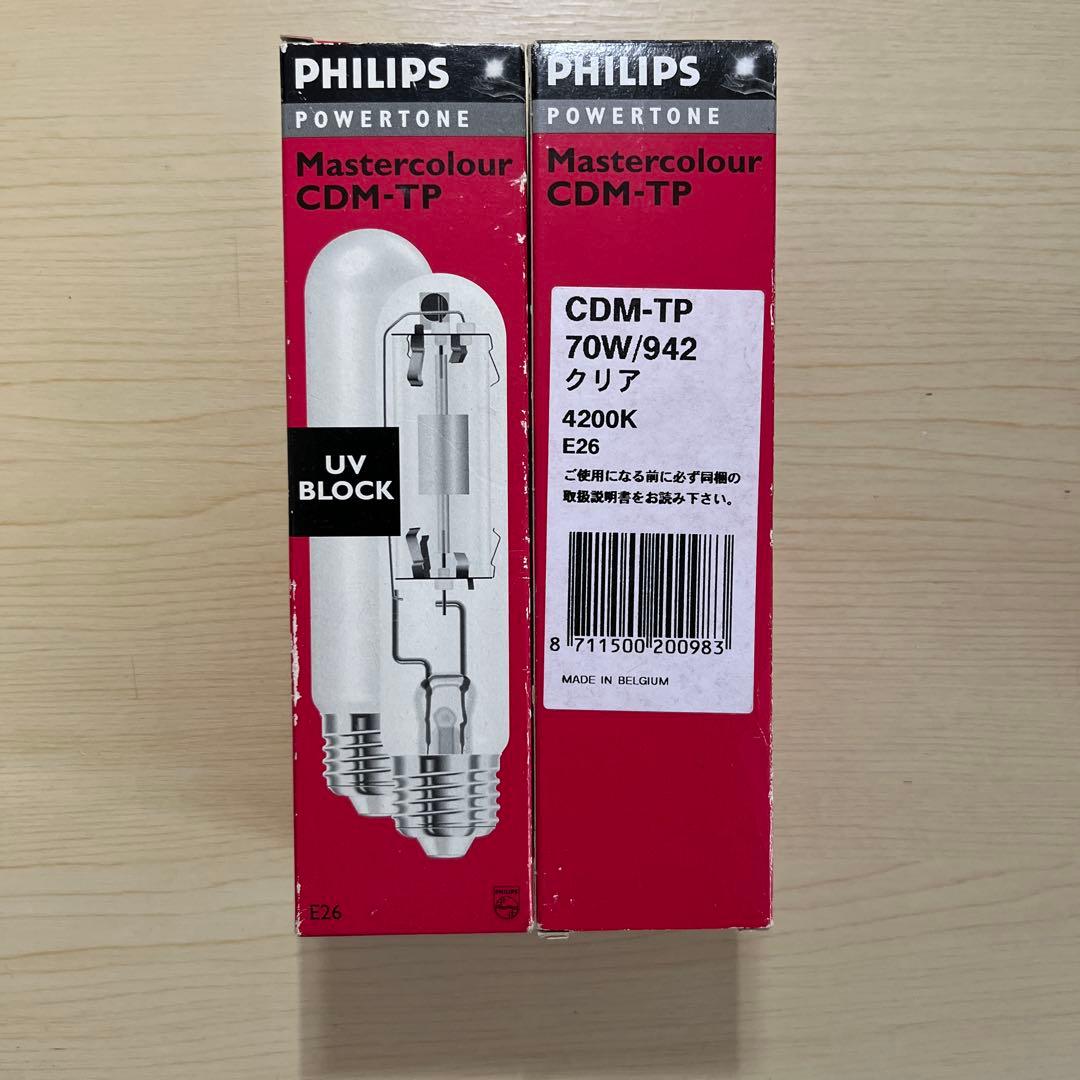 PHILIPS
POWERTONE
Mastercolour
CDM-TP
UV
BLOCK
E26
PHILIPS
PHILIPS
POWERTONE
Mastercolour
CDM-TP
CDM-TP
70W/942
クリア
4200K
E26
ご使用になる前に必ず同梱の
取扱説明書をお読み下さい。
8 711500 200983
MADE IN BELGIUM